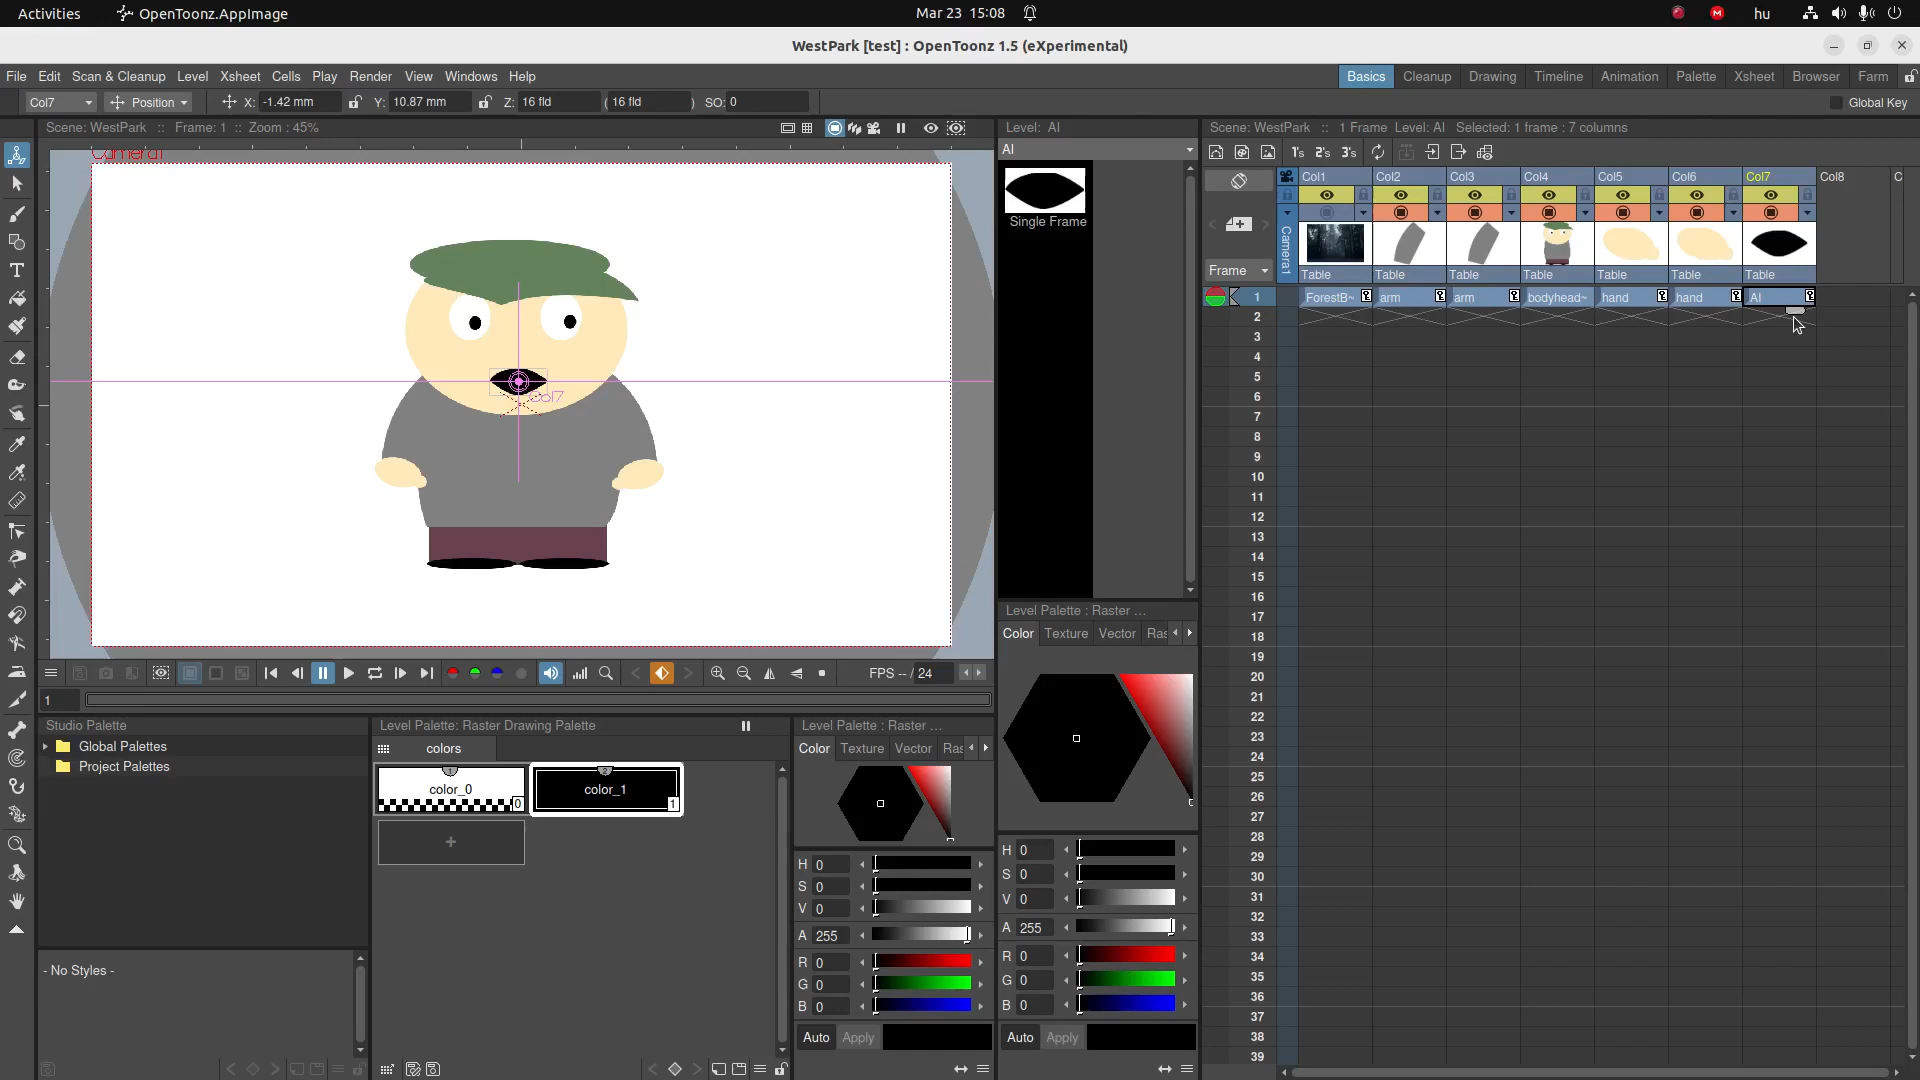 Activities
OpenToonz.AppImage
Mar 23 15:08
M
hu
WestPark [test] : OpenToonz 1.5 (eXperimental)
File Edit Scan & Cleanup Level Xsheet Cells Play Render View Windows Help
Basics Cleanup Drawing Timeline Animation Palette Xsheet Browser Farm
Col7 Position X: -1.42 mm Y: 10.87 mm Z: 16 fld ( 16 fld ) SO: 0 Global Key
Scene: WestPark :: Frame: 1 :: Zoom : 45%
Camera1
Col7
Level: AI
AI
Single Frame
Scene: WestPark :: 1 Frame Level: AI Selected: 1 frame : 7 columns
1's 2's 3's
Col1 Col2 Col3 Col4 Col5 Col6 Col7 Col8 C
Camera1
Frame
Table Table Table Table Table Table Table
1 ForestB~ arm arm bodyhead~ hand hand AI
2
3
4
5
6
7
8
9
10
11
12
13
14
15
16
17
18
19
20
21
22
23
24
25
26
27
28
29
30
31
32
33
34
35
36
37
38
39
FPS -- / 24
1
Studio Palette
Global Palettes
Project Palettes
- No Styles -
Level Palette: Raster Drawing Palette
colors
color_0 0
color_1 1
+
Level Palette : Raster ...
Color Texture Vector Ras
H 0
S 0
V 0
A 255
R 0
G 0
B 0
Auto Apply
Level Palette : Raster ...
Color Texture Vector Ras
H 0
S 0
V 0
A 255
R 0
G 0
B 0
Auto Apply